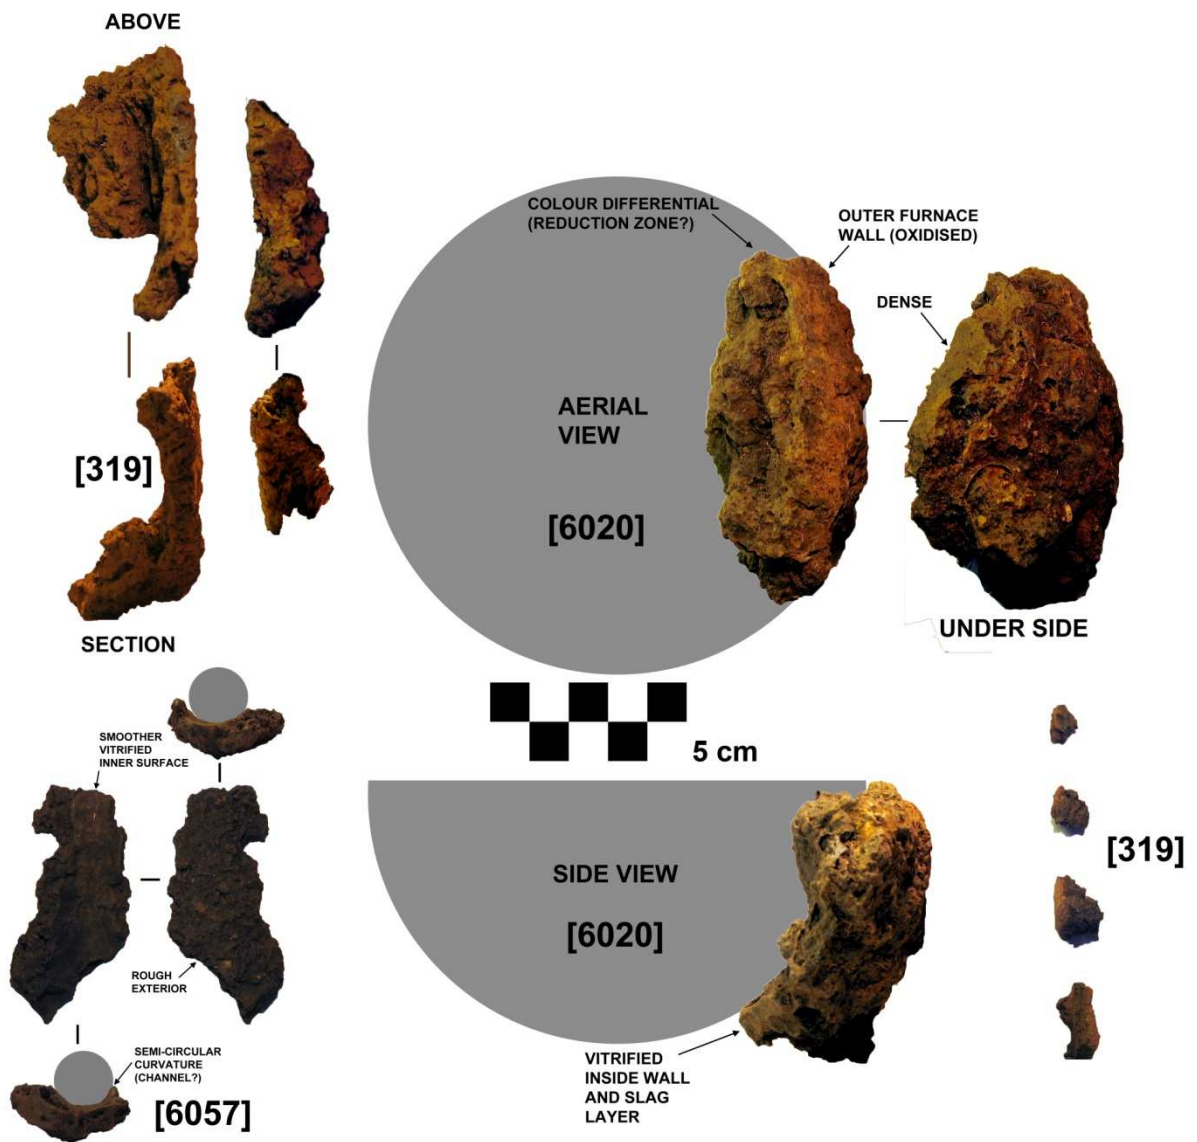 ABOVE
COLOUR DIFFERENTIAL
(REDUCTION ZONE?)
OUTER FURNACE
WALL (OXIDISED)
DENSE
AERIAL
VIEW
[319]
[6020]
UNDER SIDE
SECTION
SMOOTHER
VITRIFIED
INNER SURFACE
5 cm
[319]
SIDE VIEW
[6020]
ROUGH
EXTERIOR
SEMI-CIRCULAR
CURVATURE
(CHANNEL?)
[6057]
VITRIFIED
INSIDE WALL
AND SLAG
LAYER